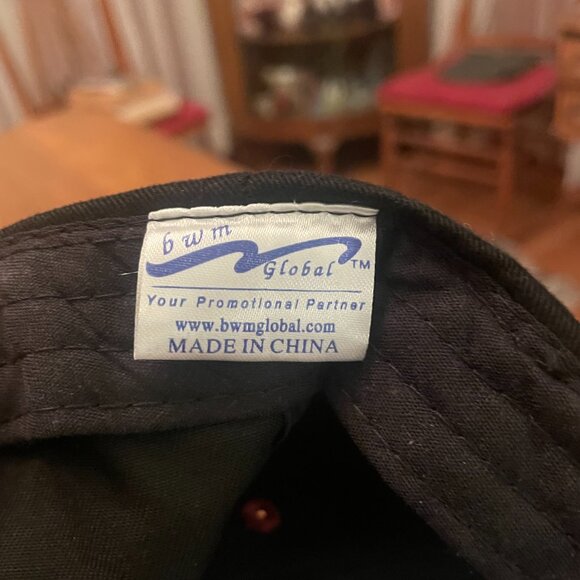 bwm
Global™
Your Promotional Partner
www.bwmglobal.com
MADE IN CHINA